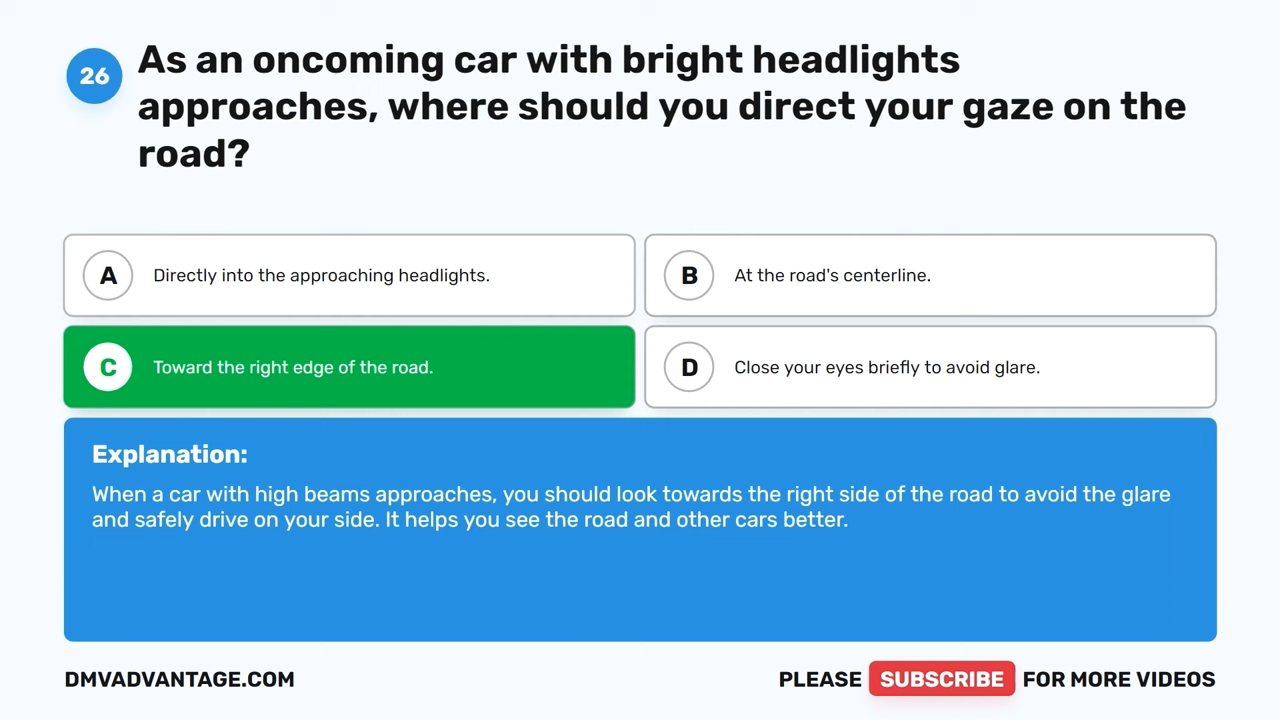 26
As an oncoming car with bright headlights
approaches, where should you direct your gaze on the
road?
A Directly into the approaching headlights.
B At the road's centerline.
C Toward the right edge of the road.
D Close your eyes briefly to avoid glare.
Explanation:
When a car with high beams approaches, you should look towards the right side of the road to avoid the glare
and safely drive on your side. It helps you see the road and other cars better.
DMVADVANTAGE.COM
PLEASE SUBSCRIBE FOR MORE VIDEOS